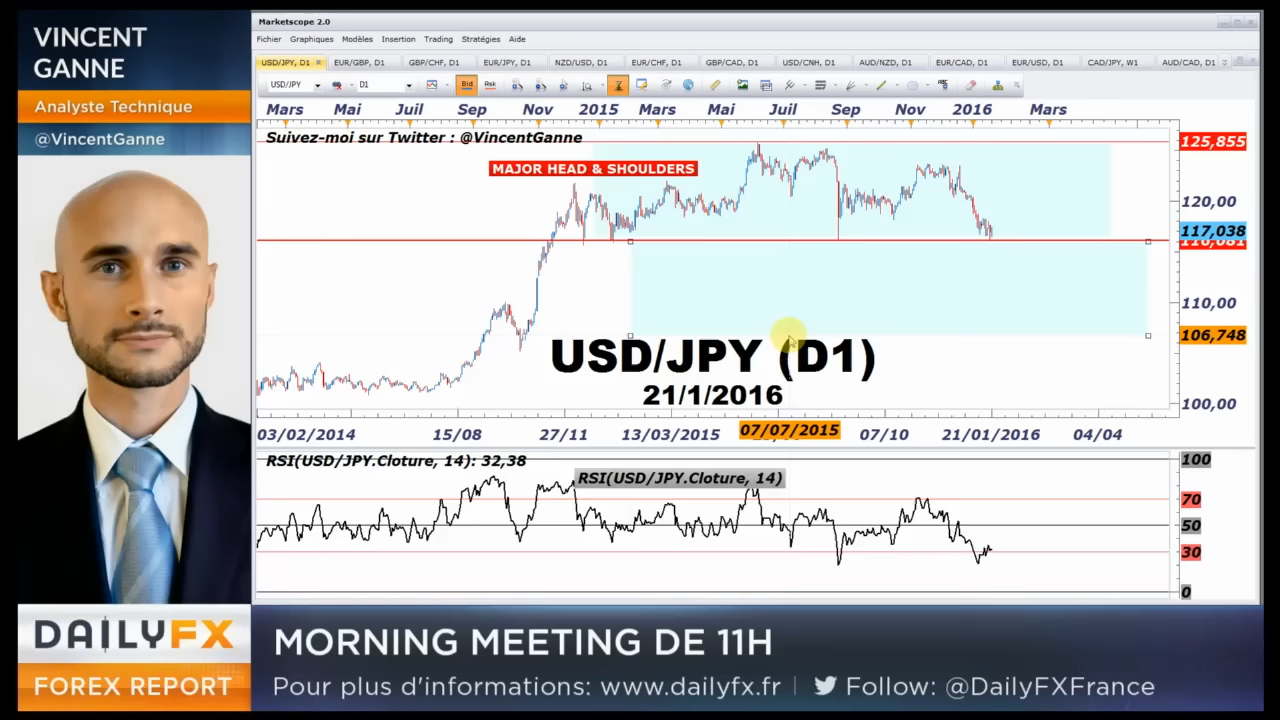 VINCENT
GANNE
Analyste Technique
@VincentGanne
Marketscope 2.0
Fichier Graphiques Modèles Insertion Trading Stratégies Aide
USD/JPY, D1 EUR/GBP, D1 GBP/CHF, D1 EUR/JPY, D1 NZD/USD, D1 EUR/CHF, D1 GBP/CAD, D1 USD/CNH, D1 AUD/NZD, D1 EUR/CAD, D1 EUR/USD, D1 CAD/JPY, W1 AUD/CAD, D1
USD/JPY D1 Bid Ask
Mars Mai Juil Sep Nov 2015 Mars Mai Juil Sep Nov 2016 Mars
Suivez-moi sur Twitter : @VincentGanne
125,855
MAJOR HEAD & SHOULDERS
120,00
117,038
116,081
110,00
106,748
USD/JPY (D1)
21/1/2016
100,00
03/02/2014 15/08 27/11 13/03/2015 07/07/2015 07/10 21/01/2016 04/04
RSI(USD/JPY.Cloture, 14): 32,38
100
RSI(USD/JPY.Cloture, 14)
70
50
30
0
DAILYFX
FOREX REPORT
MORNING MEETING DE 11H
Pour plus d'informations: www.dailyfx.fr | Follow: @DailyFXFrance